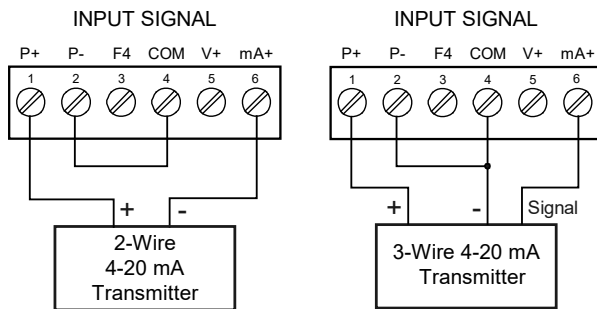 INPUT SIGNAL
P+ P- F4 COM V+ mA+
1 2 3 4 5 6
+ -
2-Wire
4-20 mA
Transmitter
INPUT SIGNAL
P+ P- F4 COM V+ mA+
1 2 3 4 5 6
+ - Signal
3-Wire 4-20 mA
Transmitter